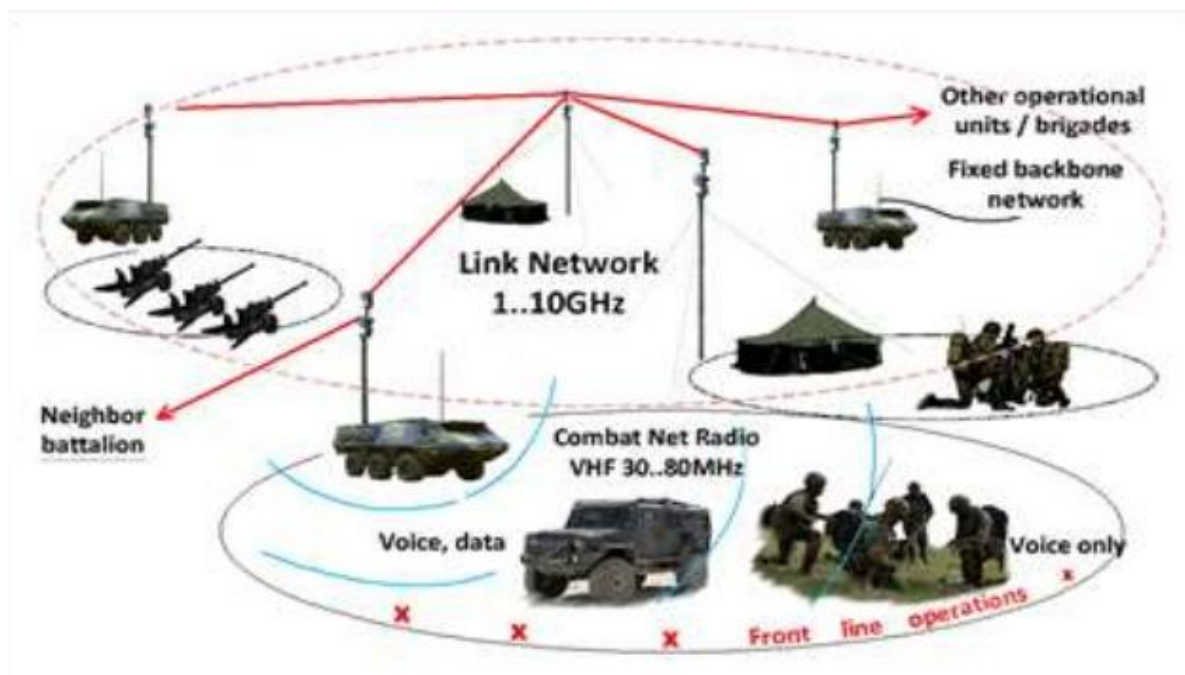 Other operational
units / brigades
Fixed backbone
network
Link Network
1..10GHz
Neighbor
battalion
Combat Net Radio
VHF 30..80MHz
Voice, data
Voice only
x
x
x
x
Front line operations